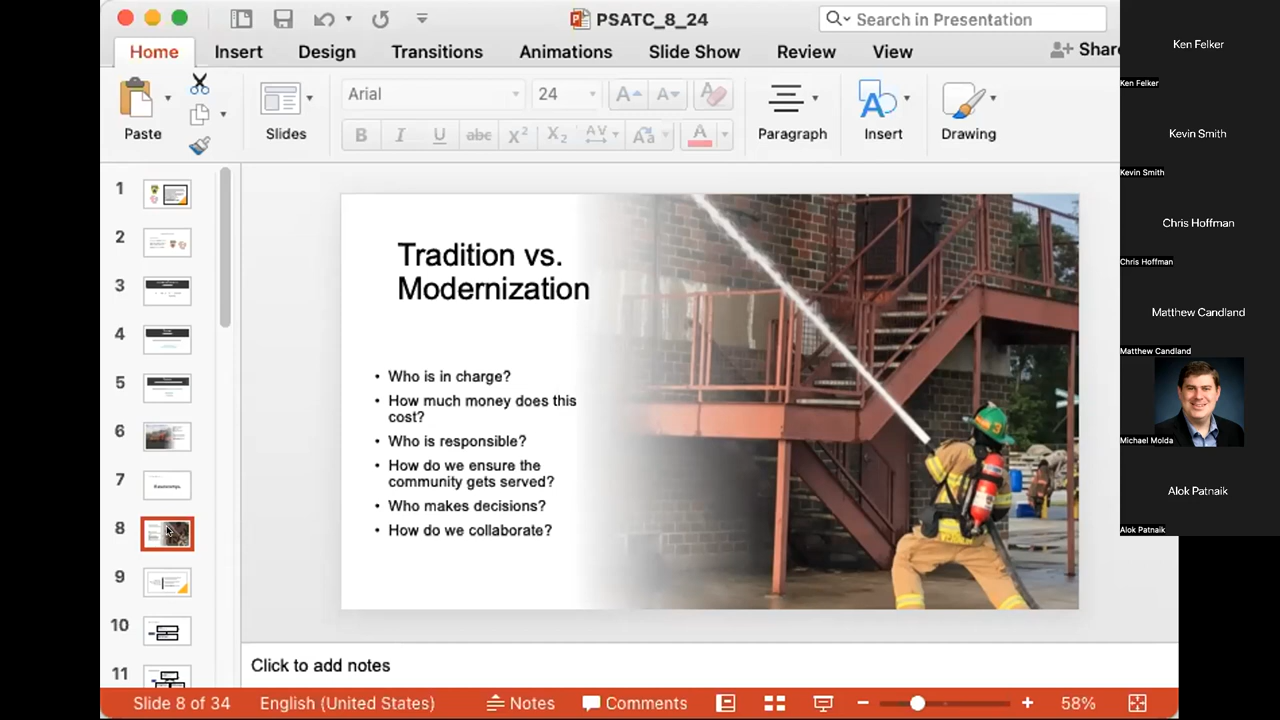 PSATC_8_24
Search in Presentation
Home
Insert
Design
Transitions
Animations
Slide Show
Review
View
Shar
Paste
Slides
Arial
24
Paragraph
Insert
Drawing
1
2
3
4
5
6
7
8
9
10
11
Tradition vs.
Modernization
• Who is in charge?
• How much money does this
cost?
• Who is responsible?
• How do we ensure the
community gets served?
• Who makes decisions?
• How do we collaborate?
Click to add notes
Slide 8 of 34
English (United States)
Notes
Comments
58%
Ken Felker
Ken Felker
Kevin Smith
Kevin Smith
Chris Hoffman
Chris Hoffman
Matthew Candland
Matthew Candland
Michael Molda
Alok Patnaik
Alok Patnaik